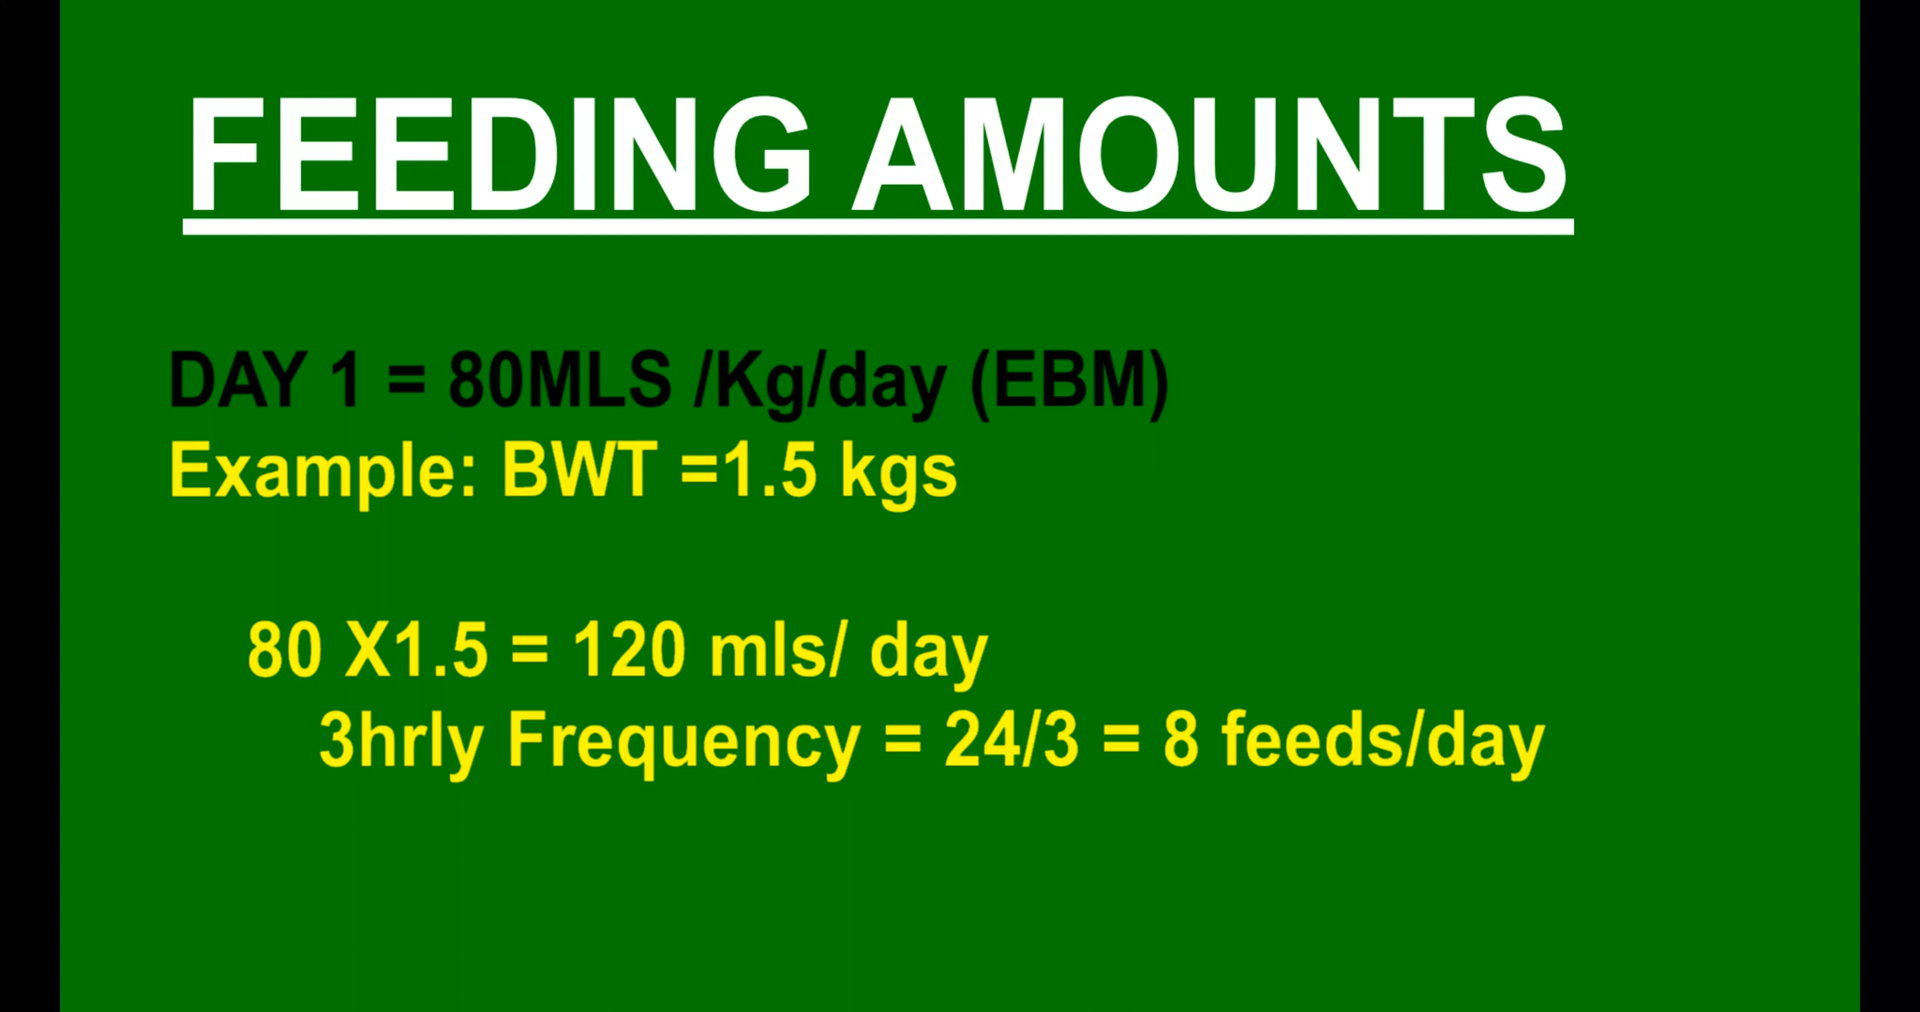 FEEDING AMOUNTS
DAY 1 = 80MLS /Kg/day (EBM)
Example: BWT =1.5 kgs
80 X1.5 = 120 mls/ day
3hrly Frequency = 24/3 = 8 feeds/day